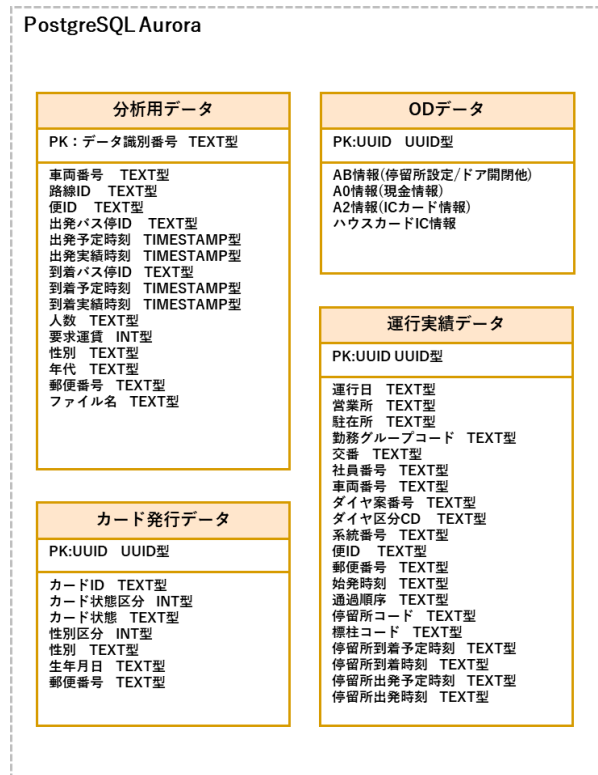 PostgreSQL Aurora
分析用データ
PK：データ識別番号 TEXT型
車両番号 TEXT型
路線ID TEXT型
便ID TEXT型
出発バス停ID TEXT型
出発予定時刻 TIMESTAMP型
出発実績時刻 TIMESTAMP型
到着バス停ID TEXT型
到着予定時刻 TIMESTAMP型
到着実績時刻 TIMESTAMP型
人数 TEXT型
要求運賃 INT型
性別 TEXT型
年代 TEXT型
郵便番号 TEXT型
ファイル名 TEXT型
ODデータ
PK:UUID UUID型
AB情報(停留所設定/ドア開閉他)
A0情報(現金情報)
A2情報(ICカード情報)
ハウスカードIC情報
カード発行データ
PK:UUID UUID型
カードID TEXT型
カード状態区分 INT型
カード状態 TEXT型
性別区分 INT型
性別 TEXT型
生年月日 TEXT型
郵便番号 TEXT型
運行実績データ
PK:UUID UUID型
運行日 TEXT型
営業所 TEXT型
駐在所 TEXT型
勤務グループコード TEXT型
交番 TEXT型
社員番号 TEXT型
車両番号 TEXT型
ダイヤ案番号 TEXT型
ダイヤ区分CD TEXT型
系統番号 TEXT型
便ID TEXT型
郵便番号 TEXT型
始発時刻 TEXT型
通過順序 TEXT型
停留所コード TEXT型
標柱コード TEXT型
停留所到着予定時刻 TEXT型
停留所到着時刻 TEXT型
停留所出発予定時刻 TEXT型
停留所出発時刻 TEXT型